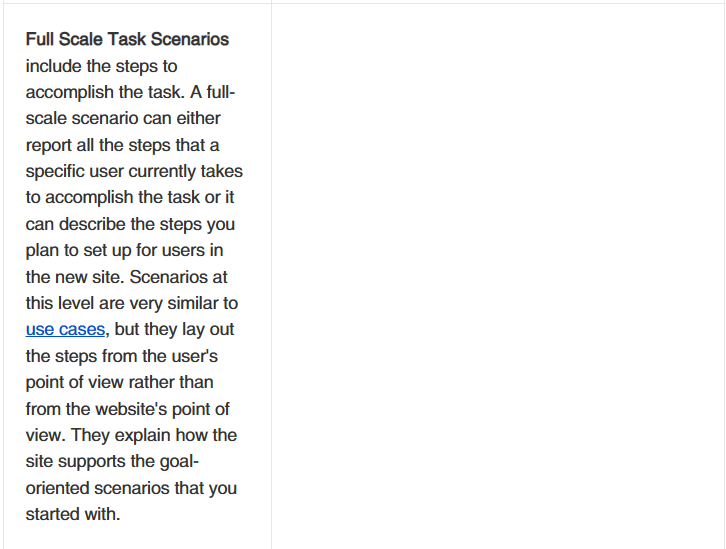 Full Scale Task Scenarios
include the steps to
accomplish the task. A full-
scale scenario can either
report all the steps that a
specific user currently takes
to accomplish the task or it
can describe the steps you
plan to set up for users in
the new site. Scenarios at
this level are very similar to
use cases, but they lay out
the steps from the user's
point of view rather than
from the website's point of
view. They explain how the
site supports the goal-
oriented scenarios that you
started with.